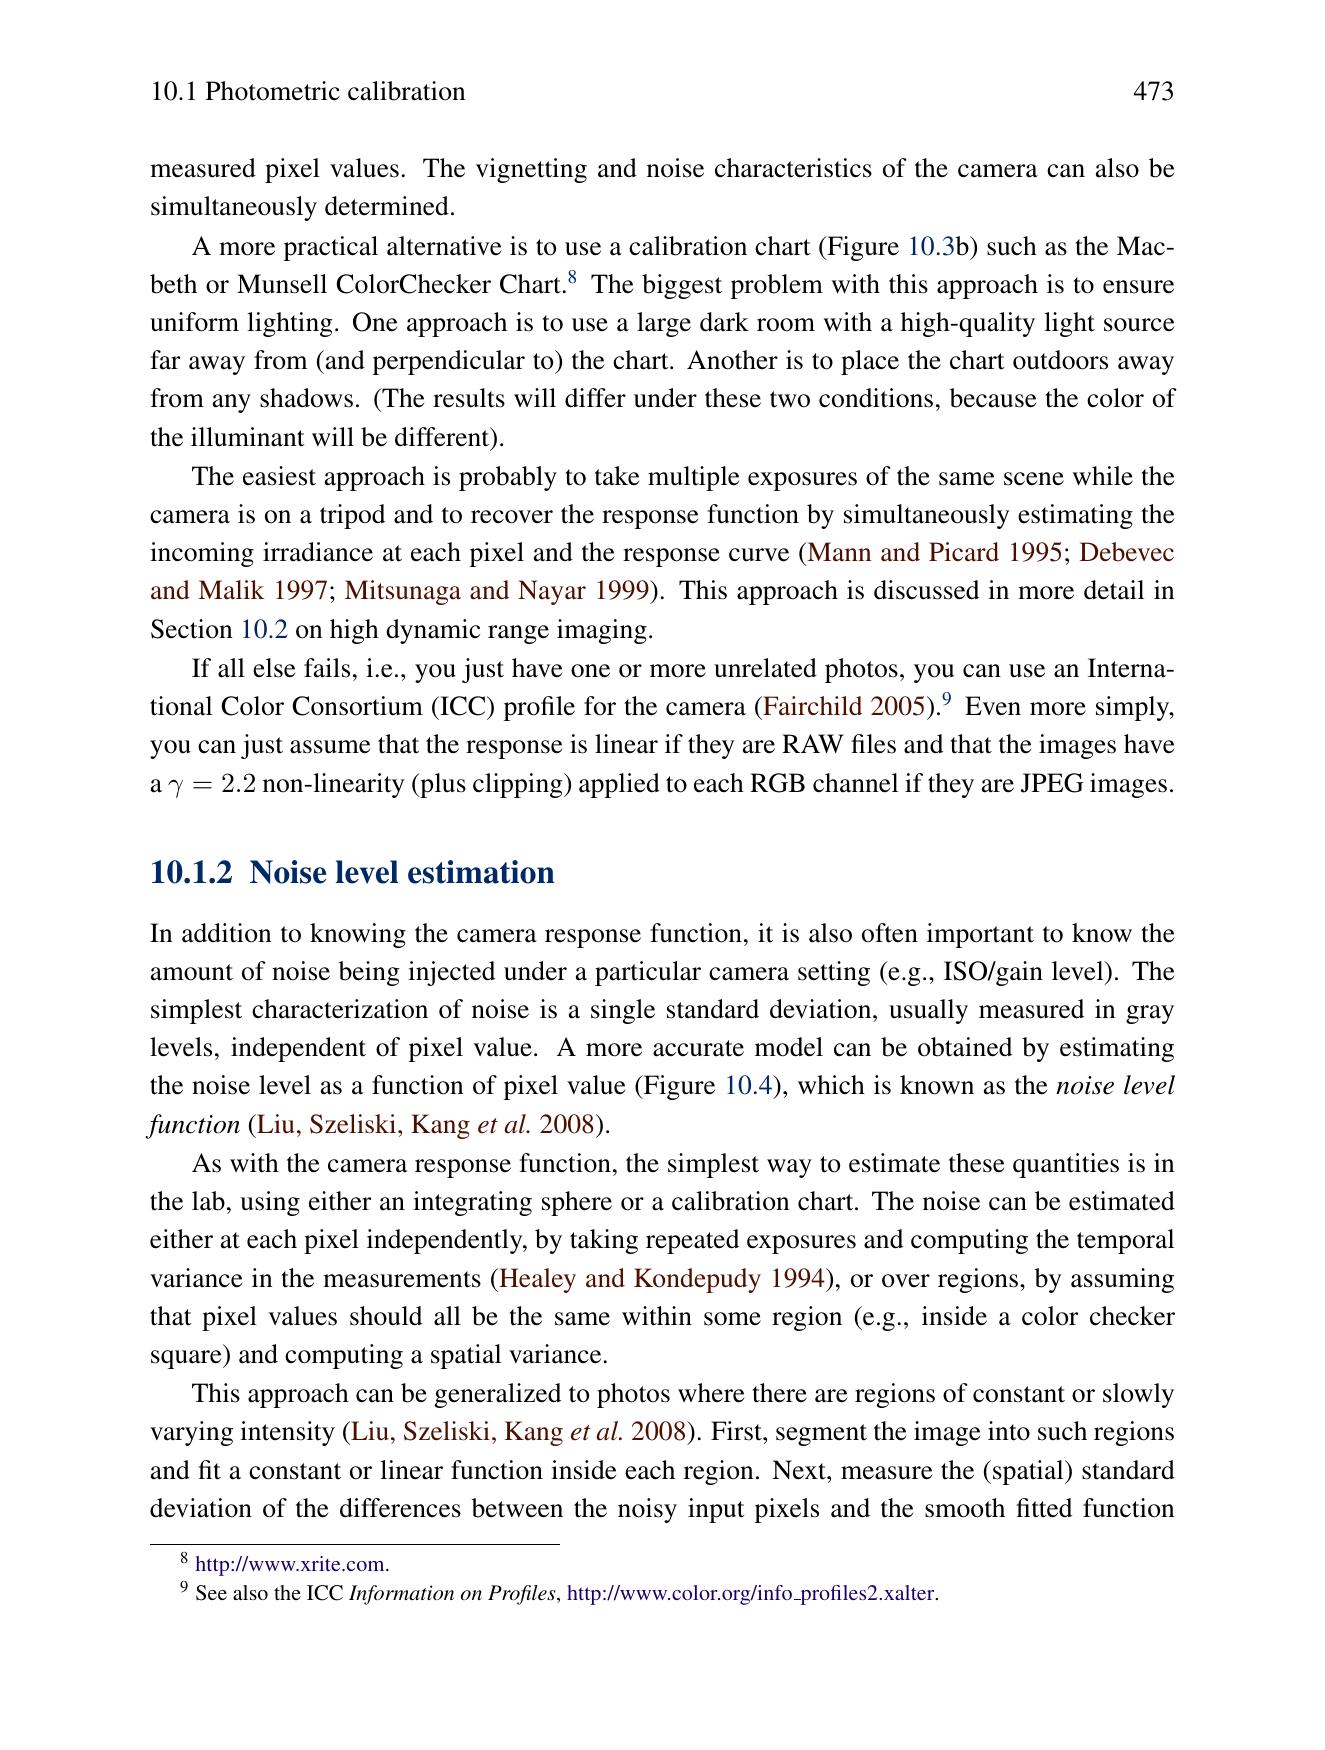 10.1 Photometric calibration 473
measured pixel values. The vignetting and noise characteristics of the camera can also be
simultaneously determined.
A more practical alternative is to use a calibration chart (Figure 10.3b) such as the Mac-
beth or Munsell ColorChecker Chart.8 The biggest problem with this approach is to ensure
uniform lighting. One approach is to use a large dark room with a high-quality light source
far away from (and perpendicular to) the chart. Another is to place the chart outdoors away
from any shadows. (The results will differ under these two conditions, because the color of
the illuminant will be different).
The easiest approach is probably to take multiple exposures of the same scene while the
camera is on a tripod and to recover the response function by simultaneously estimating the
incoming irradiance at each pixel and the response curve (Mann and Picard 1995; Debevec
and Malik 1997; Mitsunaga and Nayar 1999). This approach is discussed in more detail in
Section 10.2 on high dynamic range imaging.
If all else fails, i.e., you just have one or more unrelated photos, you can use an Interna-
tional Color Consortium (ICC) profile for the camera (Fairchild 2005).9 Even more simply,
you can just assume that the response is linear if they are RAW files and that the images have
a γ = 2.2 non-linearity (plus clipping) applied to each RGB channel if they are JPEG images.
10.1.2 Noise level estimation
In addition to knowing the camera response function, it is also often important to know the
amount of noise being injected under a particular camera setting (e.g., ISO/gain level). The
simplest characterization of noise is a single standard deviation, usually measured in gray
levels, independent of pixel value. A more accurate model can be obtained by estimating
the noise level as a function of pixel value (Figure 10.4), which is known as the noise level
function (Liu, Szeliski, Kang et al. 2008).
As with the camera response function, the simplest way to estimate these quantities is in
the lab, using either an integrating sphere or a calibration chart. The noise can be estimated
either at each pixel independently, by taking repeated exposures and computing the temporal
variance in the measurements (Healey and Kondepudy 1994), or over regions, by assuming
that pixel values should all be the same within some region (e.g., inside a color checker
square) and computing a spatial variance.
This approach can be generalized to photos where there are regions of constant or slowly
varying intensity (Liu, Szeliski, Kang et al. 2008). First, segment the image into such regions
and fit a constant or linear function inside each region. Next, measure the (spatial) standard
deviation of the differences between the noisy input pixels and the smooth fitted function
8 http://www.xrite.com.
9 See also the ICC Information on Profiles, http://www.color.org/info_profiles2.xalter.